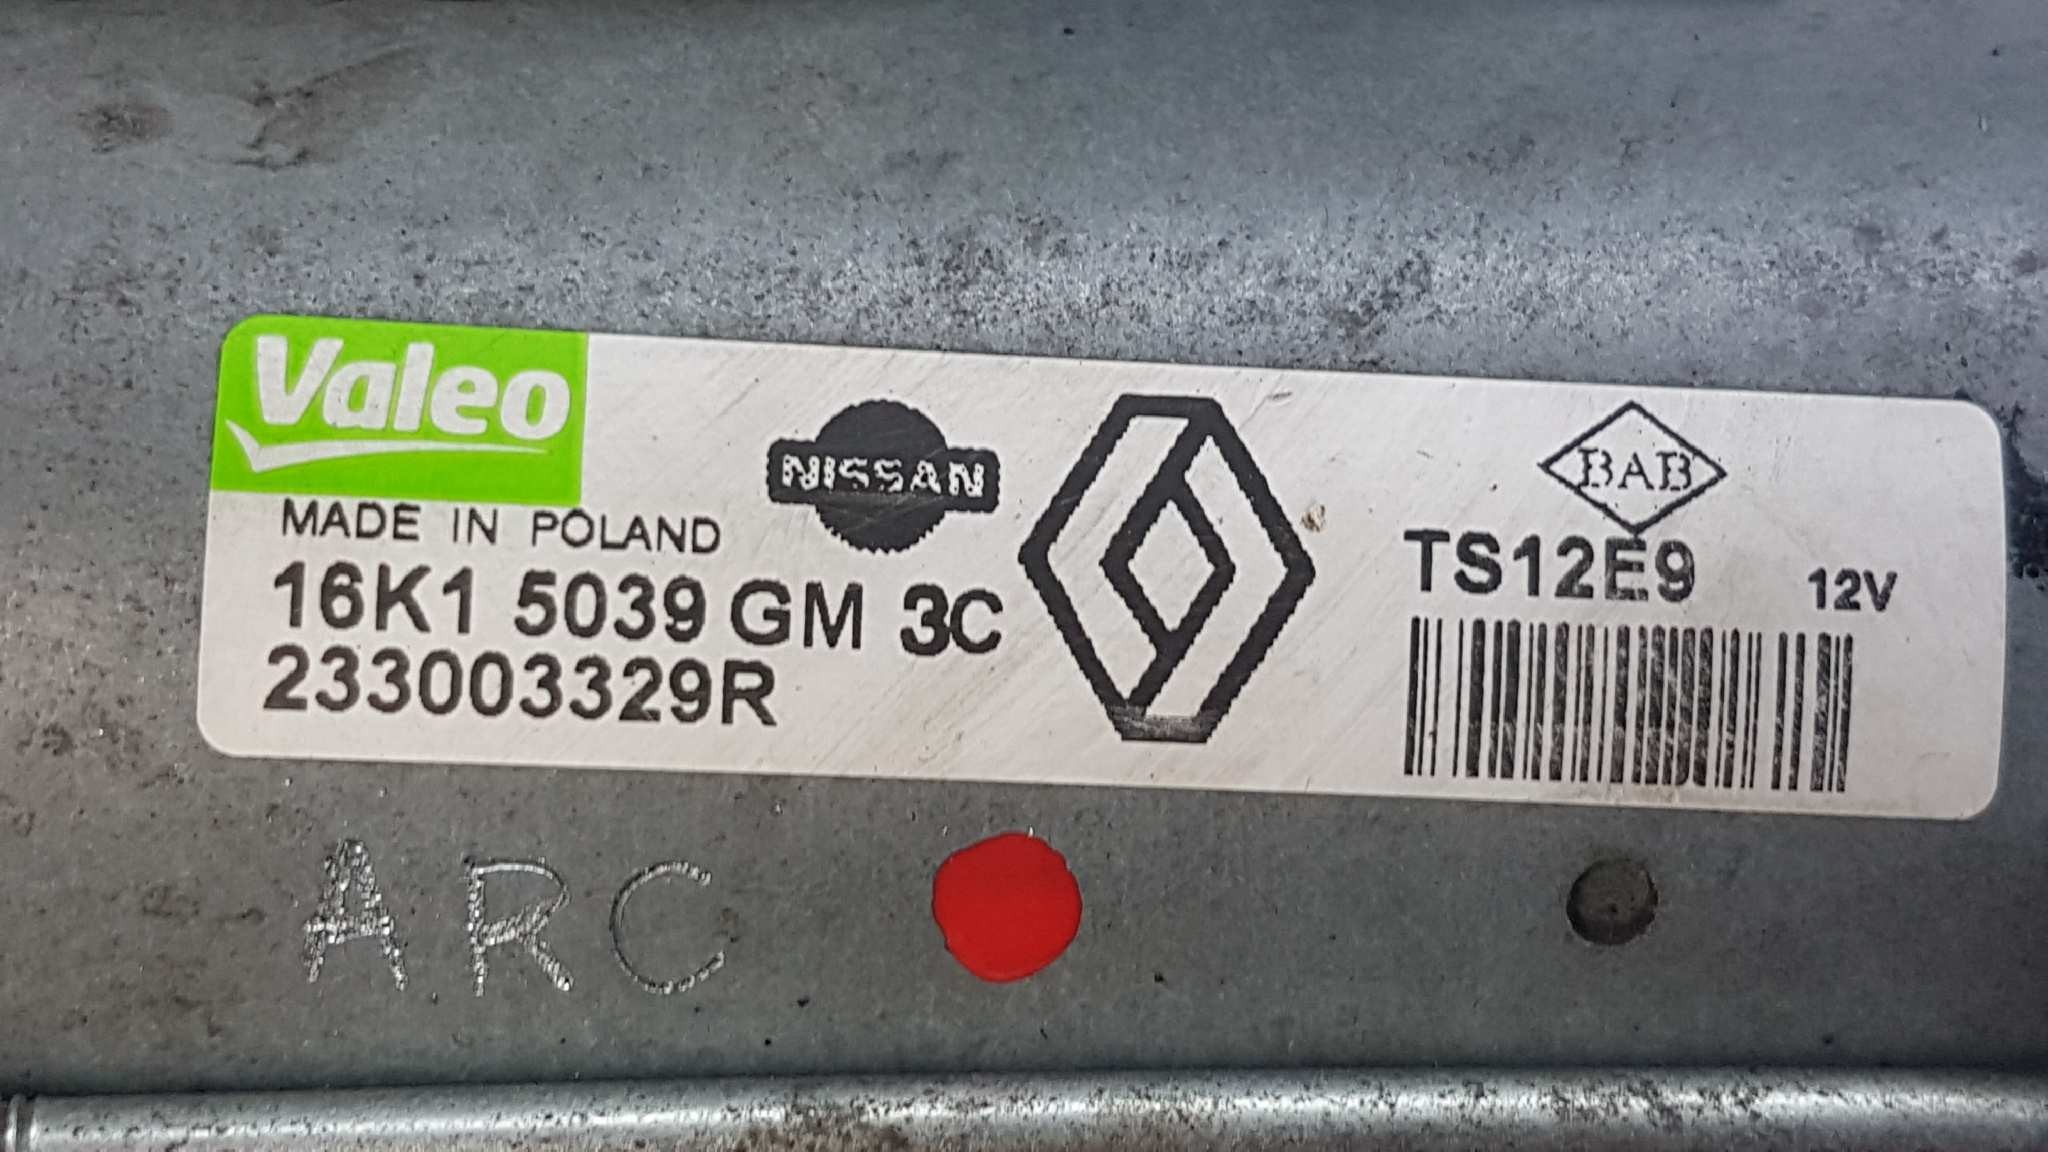 Valeo
NISSAN
BAB
MADE IN POLAND
TS12E9 12V
16K1 5039 GM 3C
233003329R
ARC